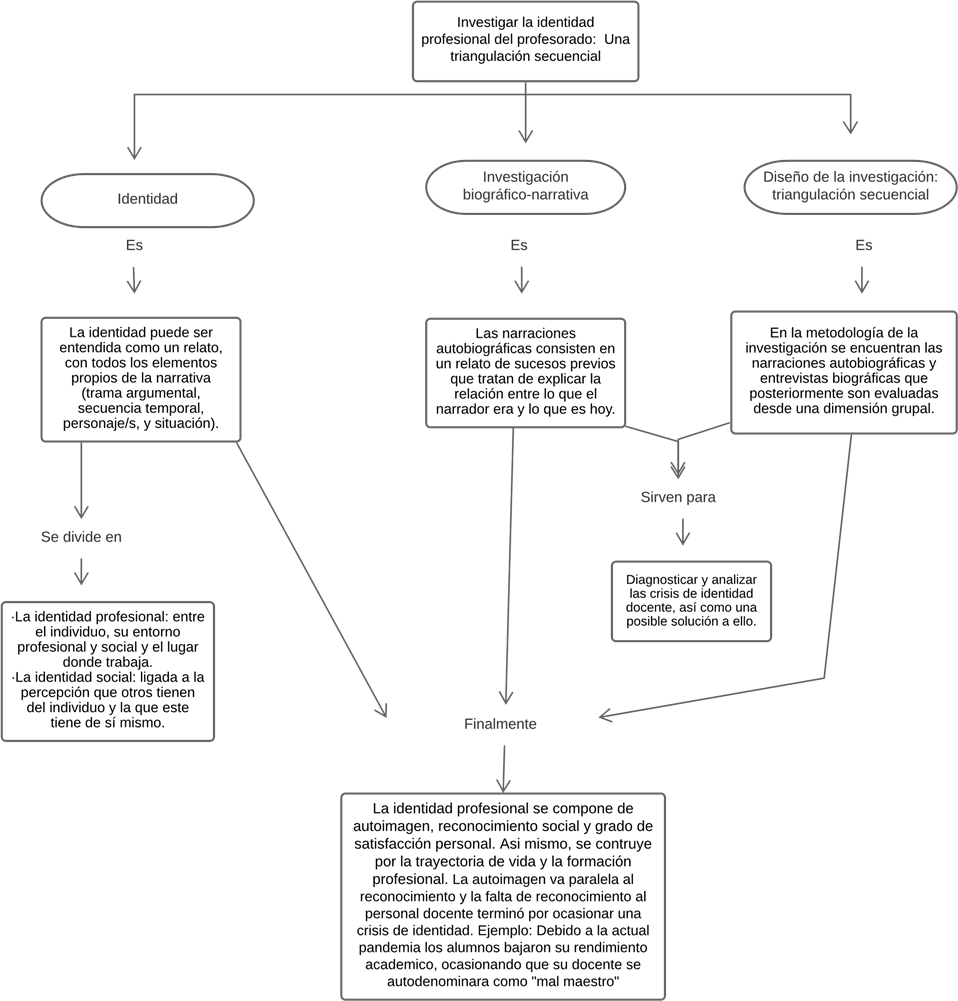 Investigar la identidad
profesional del profesorado:  Una
triangulación secuencial
Identidad
Investigación
biográfico-narrativa
Diseño de la investigación:
triangulación secuencial
Es
Es
Es
La identidad puede ser
entendida como un relato,
con todos los elementos
propios de la narrativa
(trama argumental,
secuencia temporal,
personaje/s, y situación).
Las narraciones
autobiográficas consisten en
un relato de sucesos previos
que tratan de explicar la
relación entre lo que el
narrador era y lo que es hoy.
En la metodología de la
investigación se encuentran las
narraciones autobiográficas y
entrevistas biográficas que
posteriormente son evaluadas
desde una dimensión grupal.
Se divide en
Sirven para
·La identidad profesional: entre
el individuo, su entorno
profesional y social y el lugar
donde trabaja.
·La identidad social: ligada a la
percepción que otros tienen
del individuo y la que este
tiene de sí mismo.
Diagnosticar y analizar
las crisis de identidad
docente, así como una
posible solución a ello.
Finalmente
La identidad profesional se compone de
autoimagen, reconocimiento social y grado de
satisfacción personal. Asi mismo, se contruye
por la trayectoria de vida y la formación
profesional. La autoimagen va paralela al
reconocimiento y la falta de reconocimiento al
personal docente terminó por ocasionar una
crisis de identidad. Ejemplo: Debido a la actual
pandemia los alumnos bajaron su rendimiento
academico, ocasionando que su docente se
autodenominara como "mal maestro"